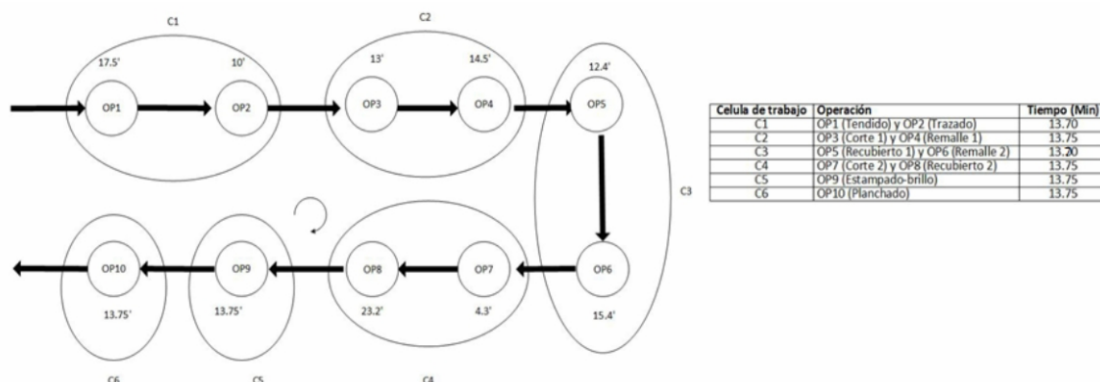 C1
C2
17.5' 10' 13' 14.5' 12.4'
OP1 OP2 OP3 OP4 OP5
C3
OP10 OP9 OP8 OP7 OP6
13.75' 13.75' 23.2' 4.3' 15.4'
C6 C5 C4
Celula de trabajo Operación Tiempo (Min)
C1 OP1 (Tendido) y OP2 (Trazado) 13.70
C2 OP3 (Corte 1) y OP4 (Remalle 1) 13.75
C3 OP5 (Recubierto 1) y OP6 (Remalle 2)
C4 OP7 (Corte 2) y OP8 (Recubierto 2) 13.75
C5 OP9 (Estampado-brillo) 13.75
C6 OP10 (Planchado) 13.75